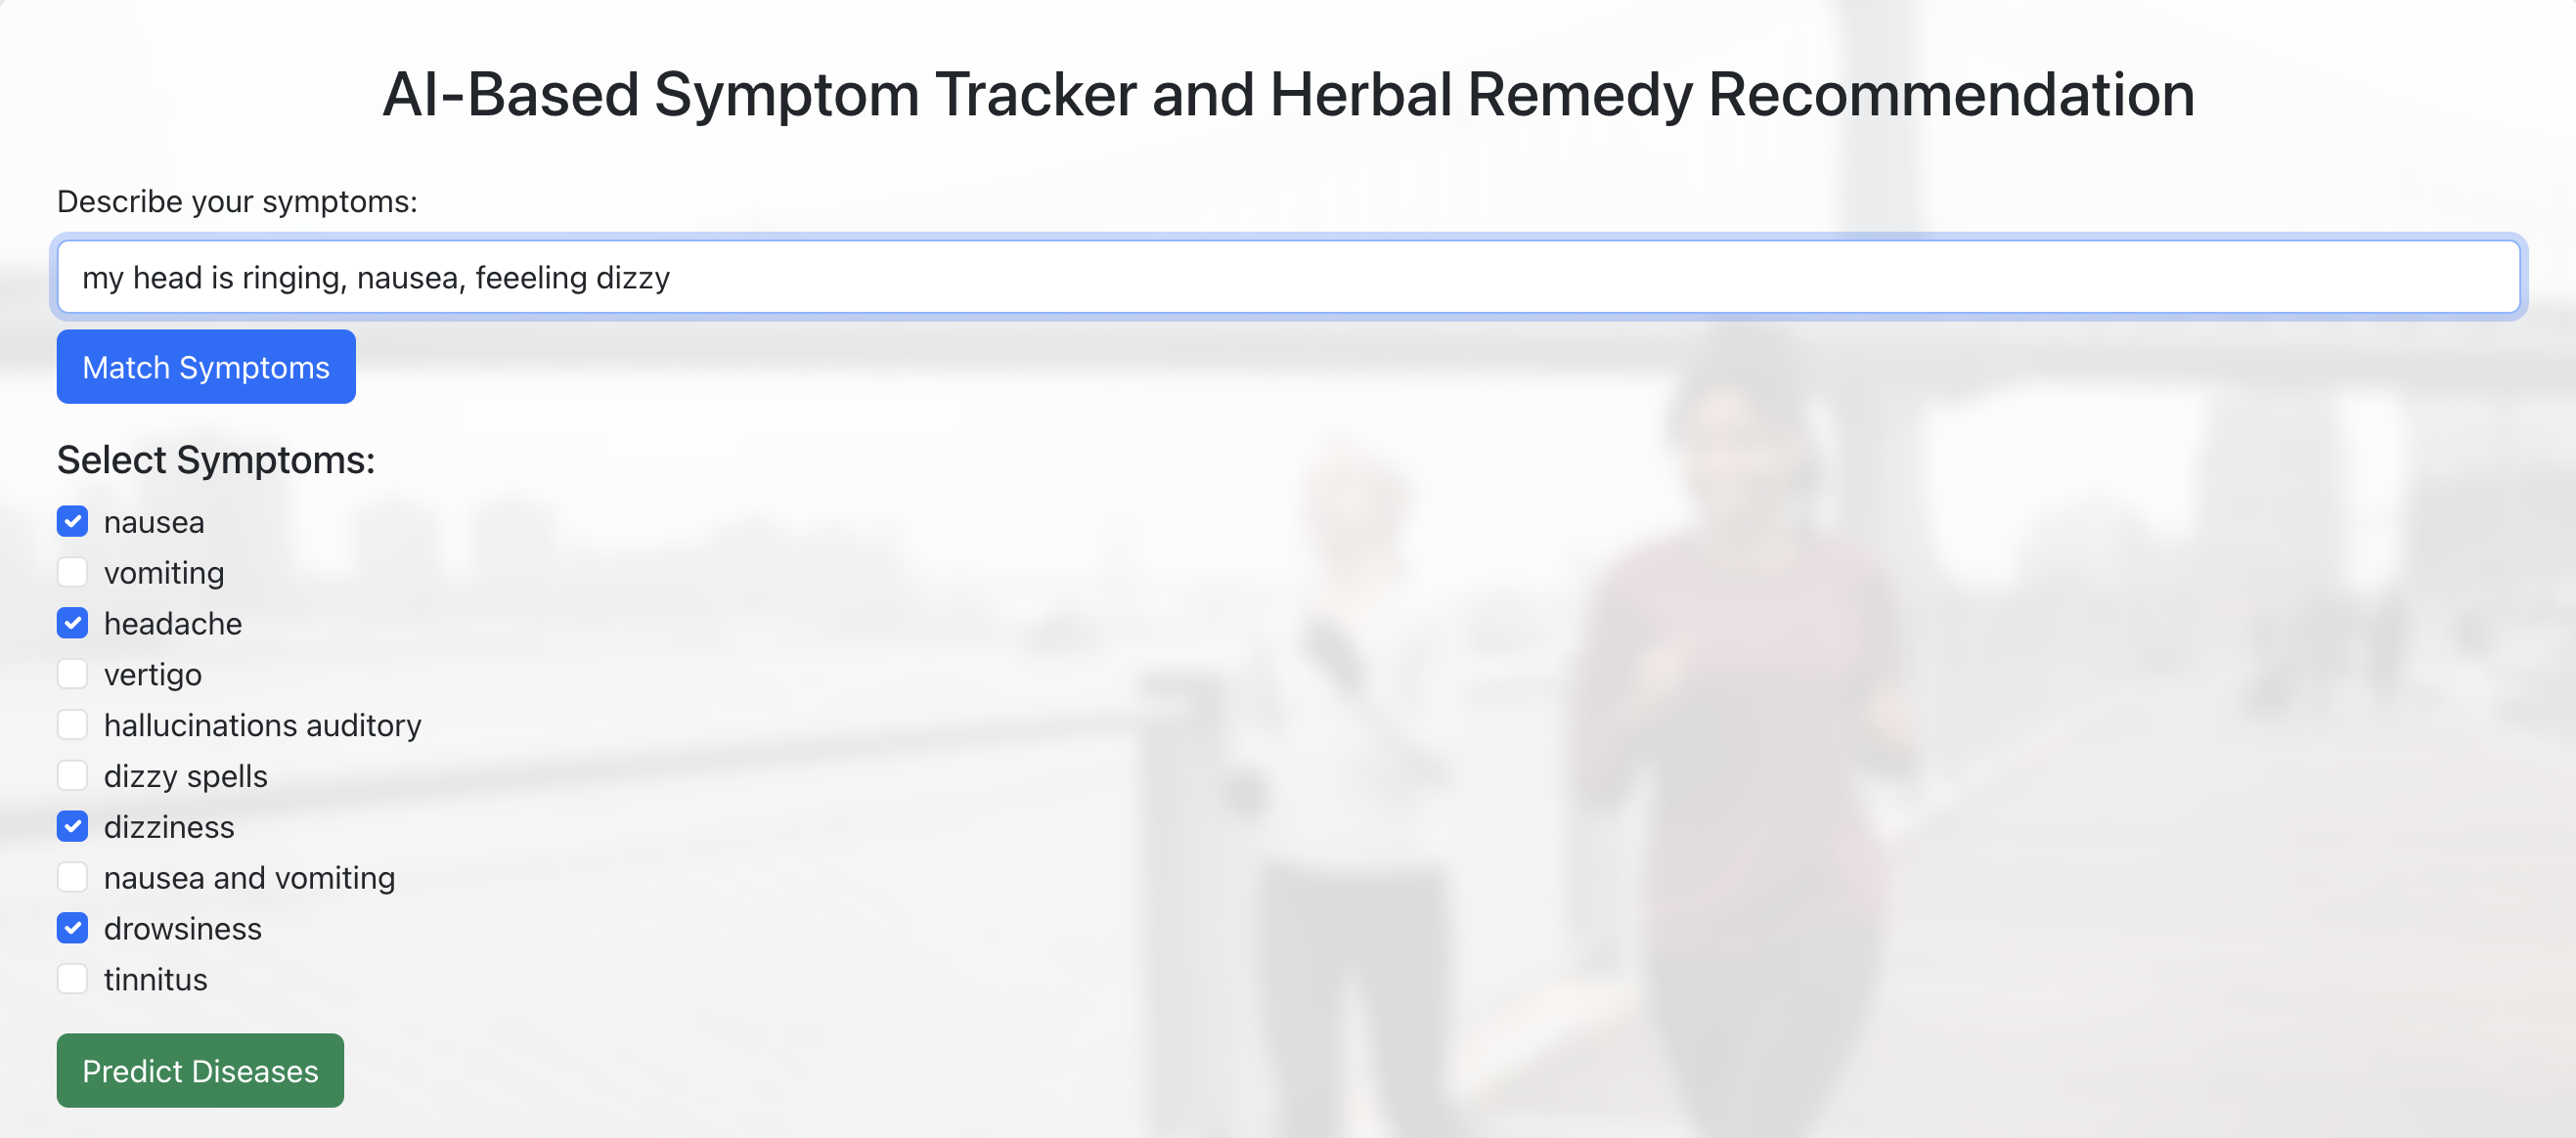 AI-Based Symptom Tracker and Herbal Remedy Recommendation
Describe your symptoms:
my head is ringing, nausea, feeeling dizzy
Match Symptoms
Select Symptoms:
nausea
vomiting
headache
vertigo
hallucinations auditory
dizzy spells
dizziness
nausea and vomiting
drowsiness
tinnitus
Predict Diseases